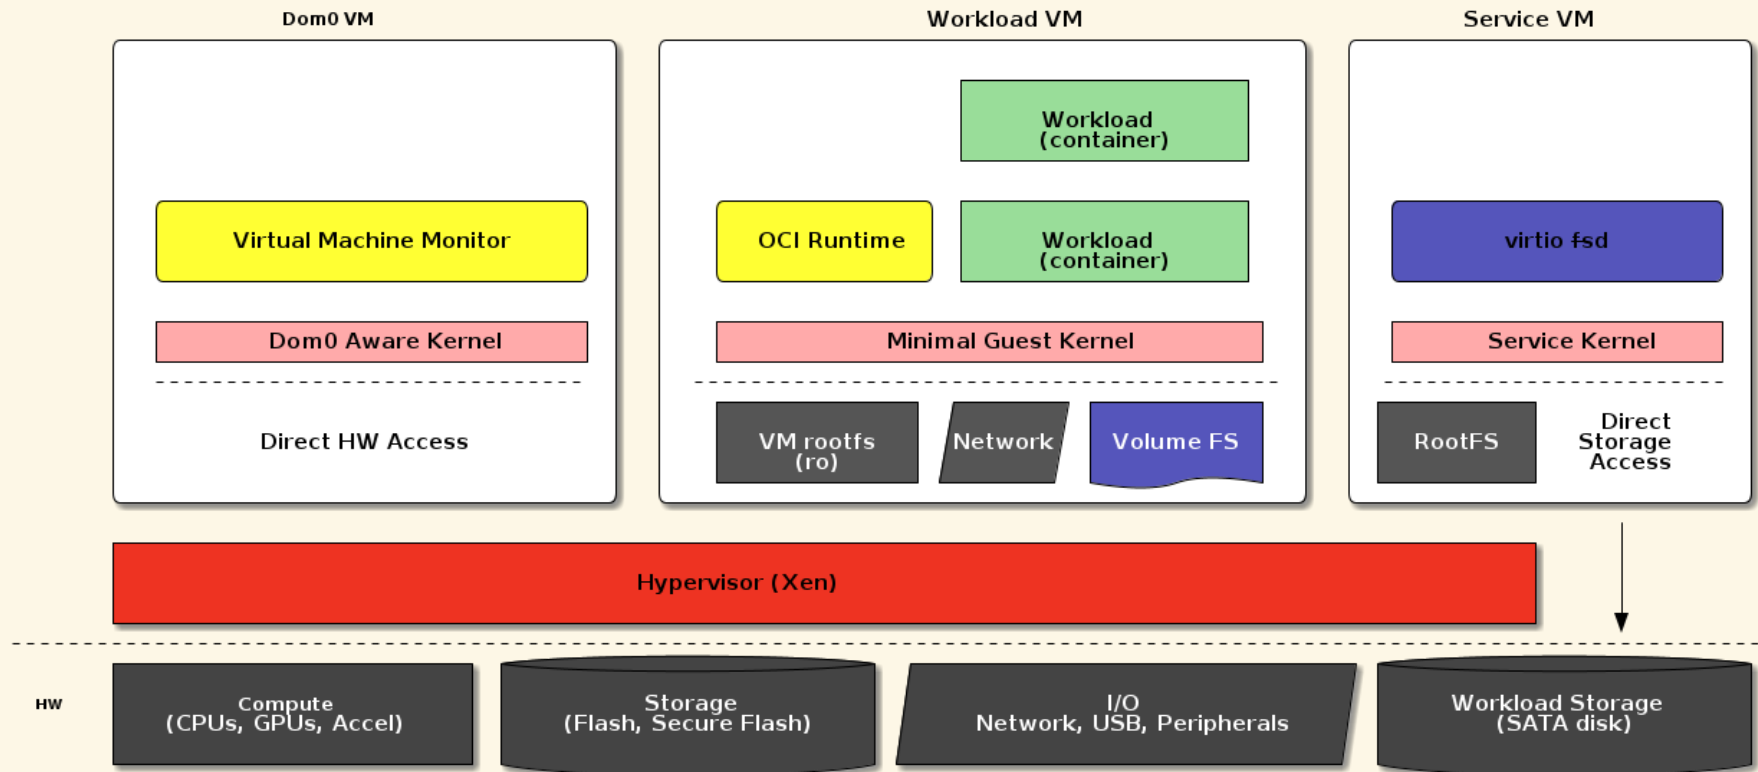 Dom0 VM
Workload VM
Service VM
Workload
(container)
Virtual Machine Monitor
OCI Runtime
Workload
(container)
virtio fsd
Dom0 Aware Kernel
Minimal Guest Kernel
Service Kernel
Direct HW Access
VM rootfs
(ro)
Network
Volume FS
RootFS
Direct
Storage
Access
Hypervisor (Xen)
HW
Compute
(CPUs, GPUs, Accel)
Storage
(Flash, Secure Flash)
I/O
Network, USB, Peripherals
Workload Storage
(SATA disk)